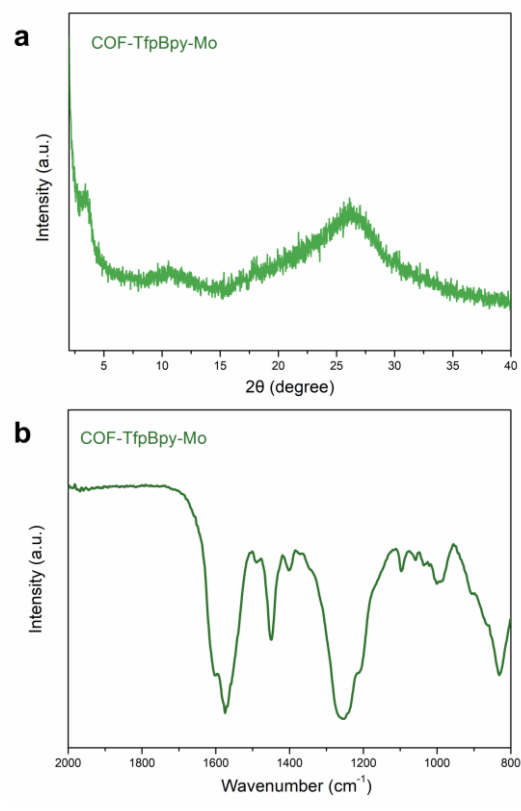 a
COF-TfpBpy-Mo
Intensity (a.u.)
5 10 15 20 25 30 35 40
2θ (degree)
b
COF-TfpBpy-Mo
Intensity (a.u.)
2000 1800 1600 1400 1200 1000 800
Wavenumber (cm⁻¹)